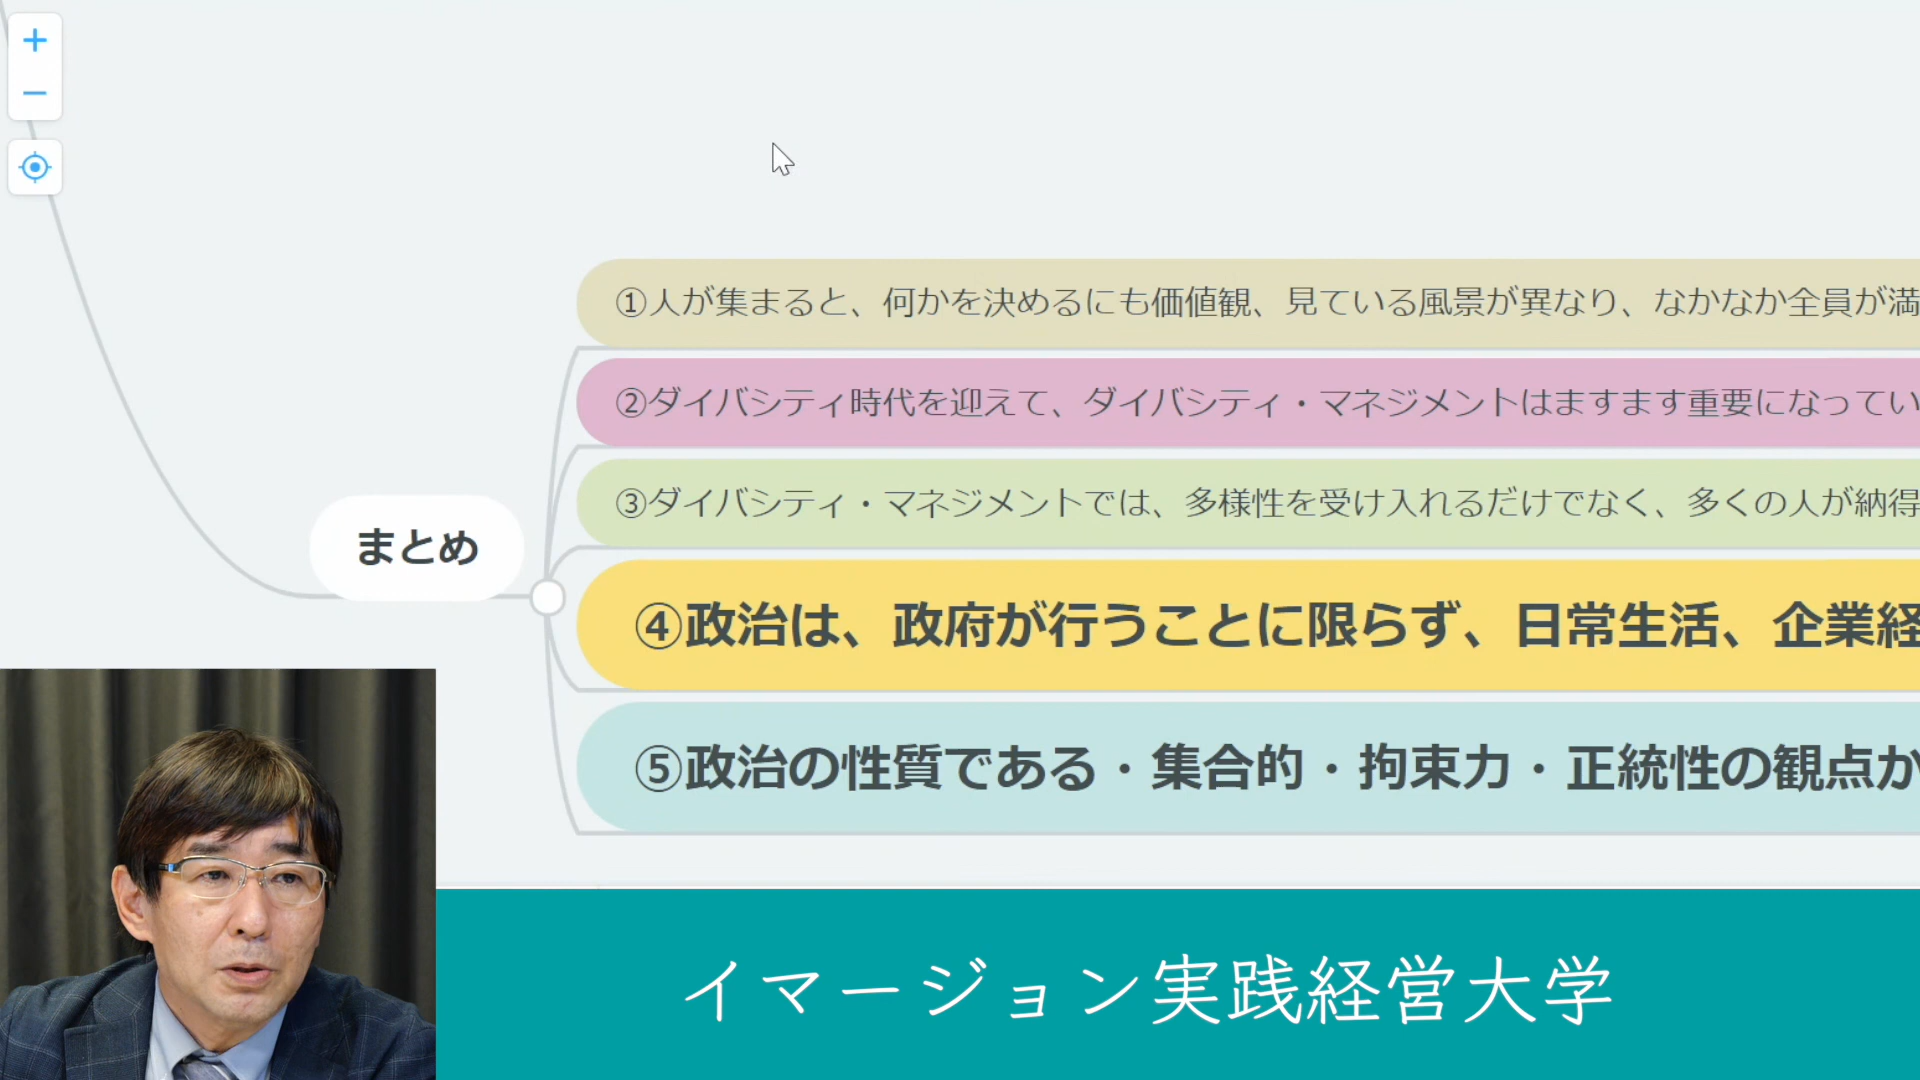 ①人が集まると、何かを決めるにも価値観、見ている風景が異なり、なかなか全員が満
②ダイバシティ時代を迎えて、ダイバシティ・マネジメントはますます重要になってい
③ダイバシティ・マネジメントでは、多様性を受け入れるだけでなく、多くの人が納得
まとめ
④政治は、政府が行うことに限らず、日常生活、企業経
⑤政治の性質である・集合的・拘束力・正統性の観点か
イマージョン実践経営大学